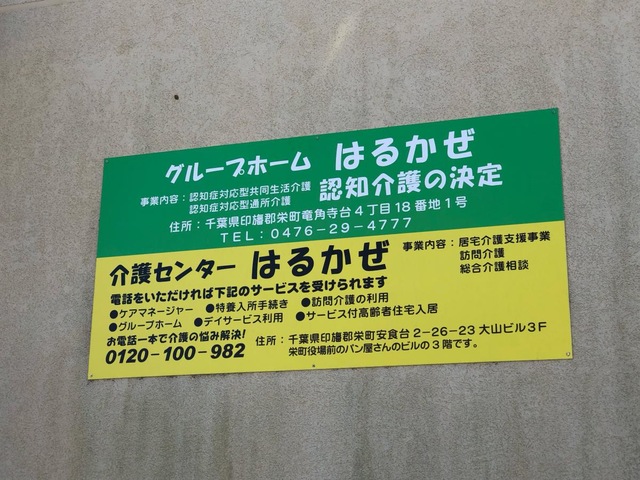 グループホーム はるかぜ
事業内容：認知症対応型共同生活介護
認知症対応型通所介護
認知介護の決定
住所：千葉県印旛郡栄町竜角寺台4丁目18番地1号
TEL：0476-29-4777
介護センター はるかぜ
事業内容：居宅介護支援事業
訪問介護
総合介護相談
電話をいただければ下記のサービスを受けられます
●ケアマネージャー ●特養入所手続き ●訪問介護の利用
●グループホーム ●デイサービス利用 ●サービス付高齢者住宅入居
お電話一本で介護の悩み解決!
0120-100-982
住所：千葉県印旛郡栄町安食台2-26-23大山ビル3F
栄町役場前のパン屋さんのビルの3階です。